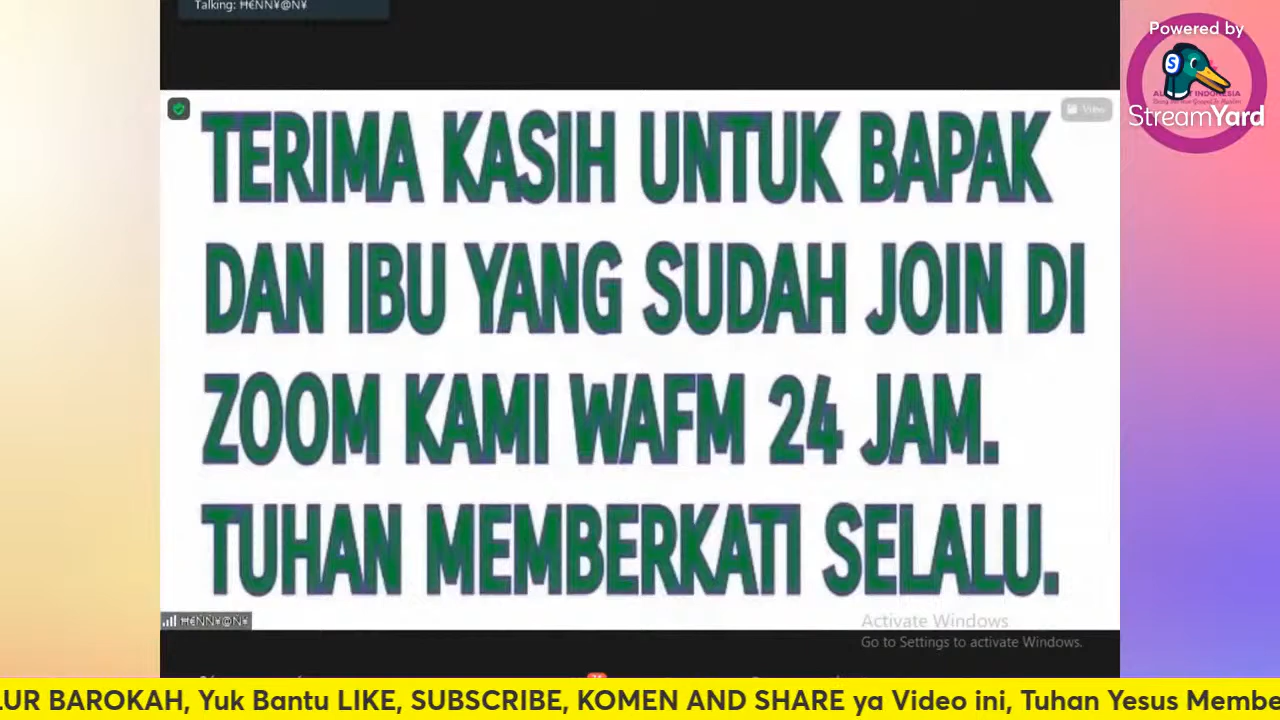 Talking: Ħ€NN¥@N¥
Powered by
StreamYard
View
TERIMA KASIH UNTUK BAPAK
DAN IBU YANG SUDAH JOIN DI
ZOOM KAMI WAFM 24 JAM.
TUHAN MEMBERKATI SELALU.
Ħ€NN¥@N¥
Activate Windows
Go to Settings to activate Windows.
LUR BAROKAH, Yuk Bantu LIKE, SUBSCRIBE, KOMEN AND SHARE ya Video ini, Tuhan Yesus Membe